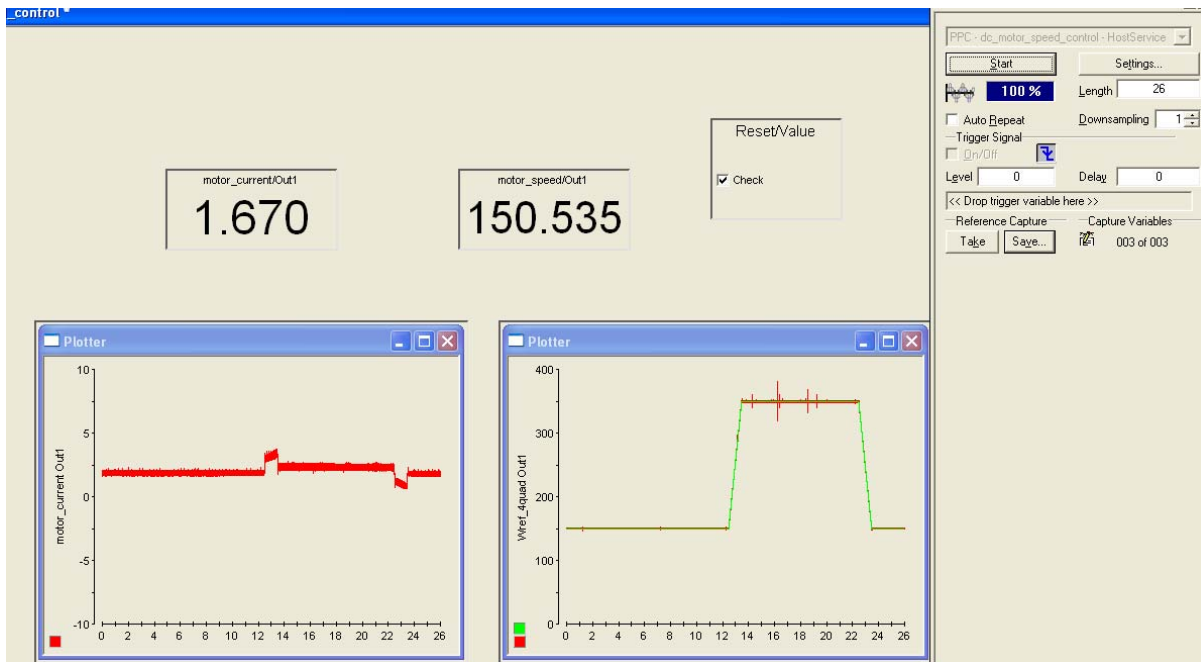 _control *
PPC - dc_motor_speed_control - HostService
Start
Settings...
100 %
Length 26
Auto Repeat
Downsampling 1
Trigger Signal
On/Off
Level 0
Delay 0
<< Drop trigger variable here >>
Reference Capture
Capture Variables
Take
Save...
003 of 003
Reset/Value
Check
motor_current/Out1
1.670
motor_speed/Out1
150.535
Plotter
10
5
0
-5
-10
motor_current Out1
0 2 4 6 8 10 12 14 16 18 20 22 24 26
Plotter
400
300
200
100
0
Wref_4quad Out1
0 2 4 6 8 10 12 14 16 18 20 22 24 26